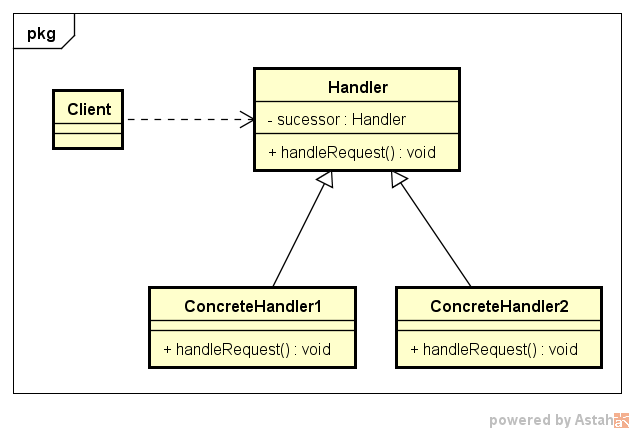 pkg
Client
Handler
- sucessor : Handler
+ handleRequest() : void
ConcreteHandler1
+ handleRequest() : void
ConcreteHandler2
+ handleRequest() : void
powered by Astah